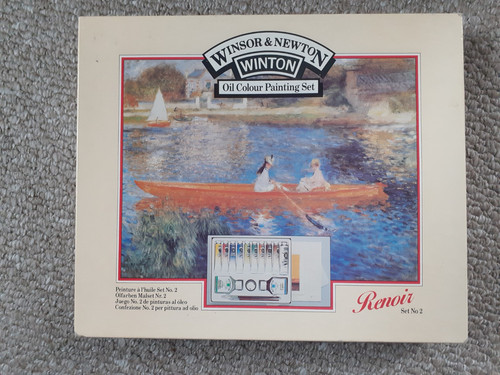 WINSOR & NEWTON
WINTON
Oil Colour Painting Set
Peinture à l'huile Set No. 2
Olfarben Malset Nr. 2
Juego No. 2 de pinturas al óleo
Confezione No. 2 per pittura ad olio
Renoir
Set No 2